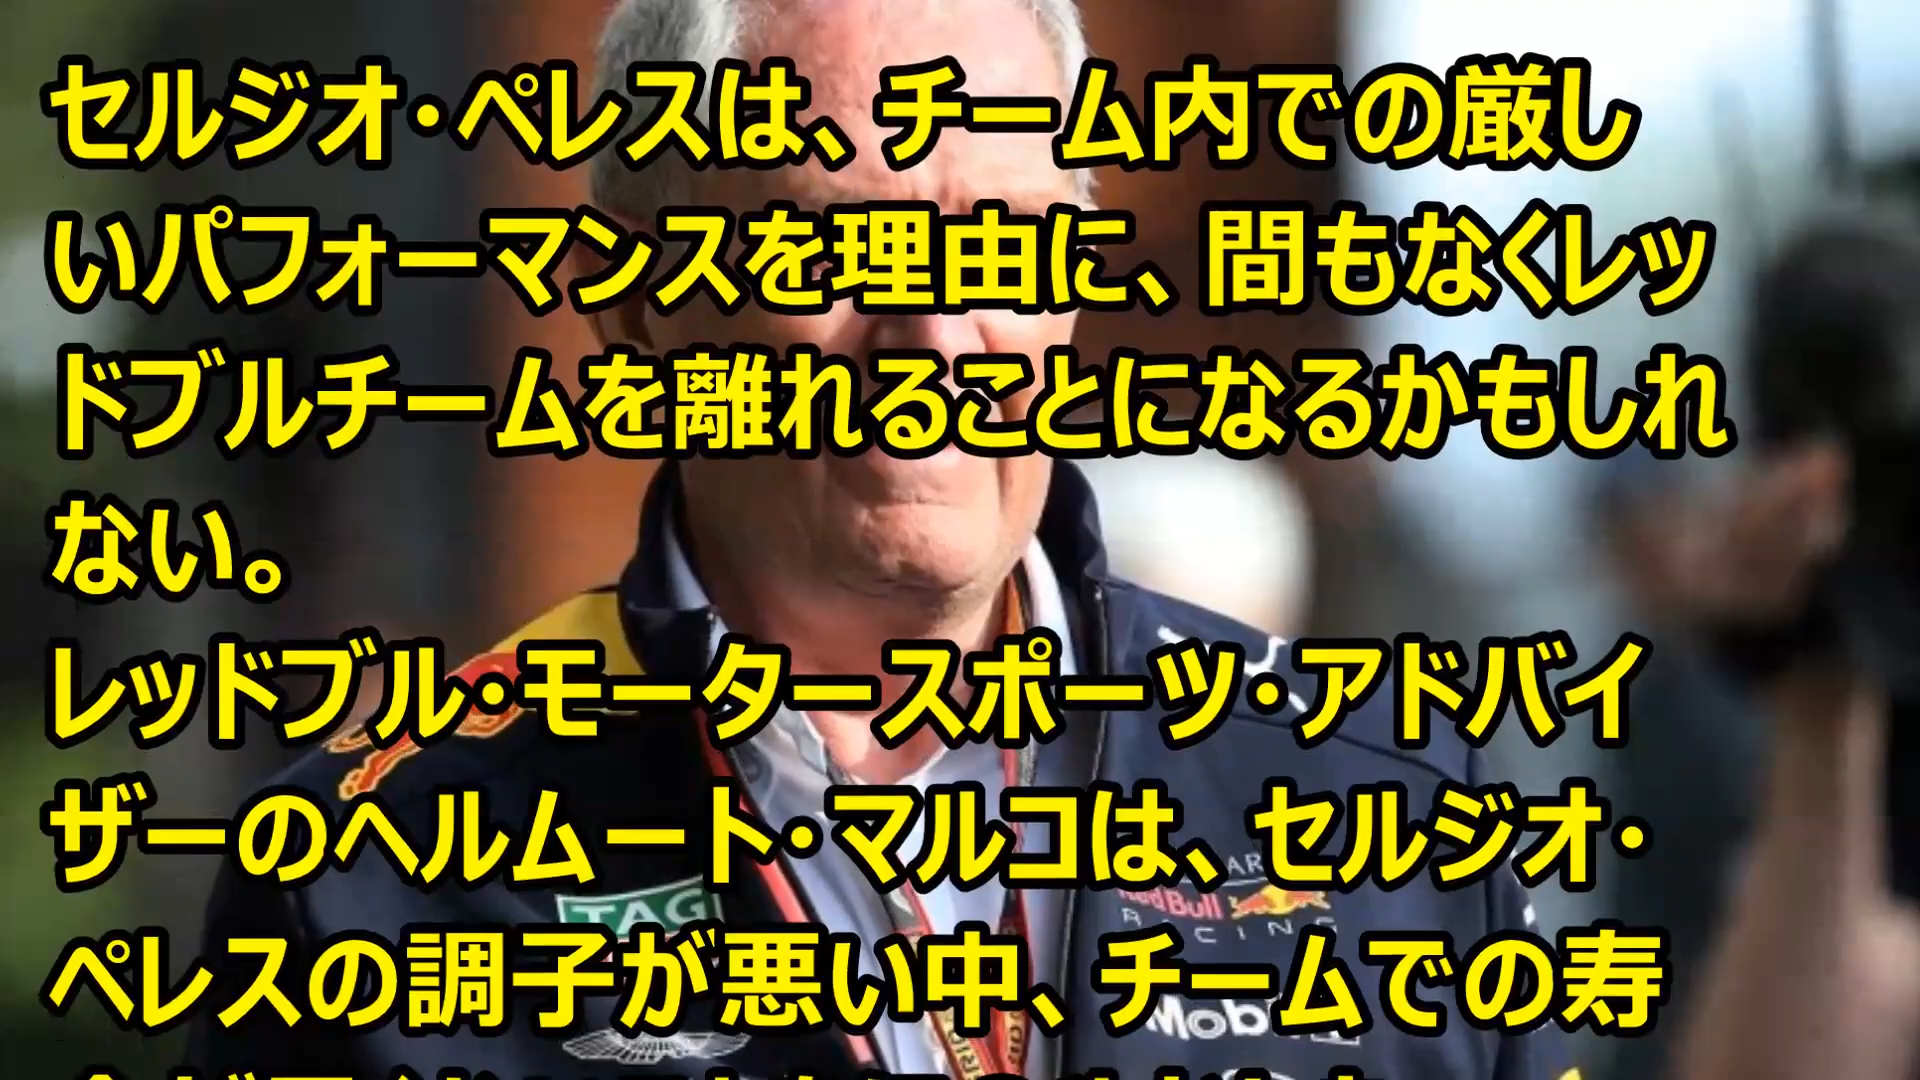 セルジオ・ペレスは、チーム内での厳し
いパフォーマンスを理由に、間もなくレッ
ドブルチームを離れることになるかもしれ
ない。
レッドブル・モータースポーツ・アドバイ
ザーのヘルムート・マルコは、セルジオ・
ペレスの調子が悪い中、チームでの寿
TAG
Red Bull
RACING
Mob